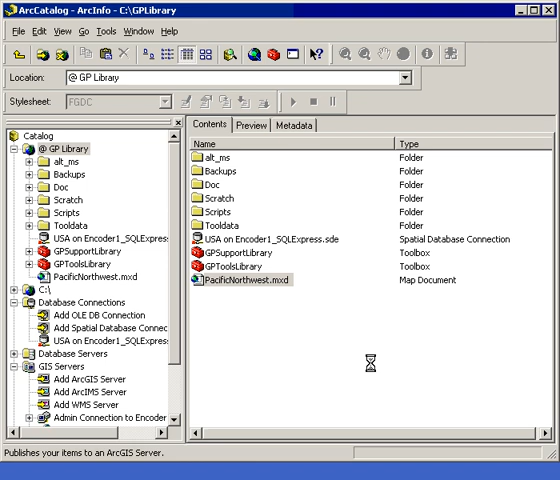 ArcCatalog - ArcInfo - C:\GPLibrary
File Edit View Go Tools Window Help
Location: @ GP Library
Stylesheet: FGDC
Catalog
@ GP Library
alt_ms
Backups
Doc
Scratch
Scripts
Tooldata
USA on Encoder1_SQLExpress
GPSupportLibrary
GPToolsLibrary
PacificNorthwest.mxd
C:\
Database Connections
Add OLE DB Connection
Add Spatial Database Connec
USA on Encoder1_SQLExpress
Database Servers
GIS Servers
Add ArcGIS Server
Add ArcIMS Server
Add WMS Server
Admin Connection to Encoder
Contents Preview Metadata
Name Type
alt_ms Folder
Backups Folder
Doc Folder
Scratch Folder
Scripts Folder
Tooldata Folder
USA on Encoder1_SQLExpress.sde Spatial Database Connection
GPSupportLibrary Toolbox
GPToolsLibrary Toolbox
PacificNorthwest.mxd Map Document
Publishes your items to an ArcGIS Server.